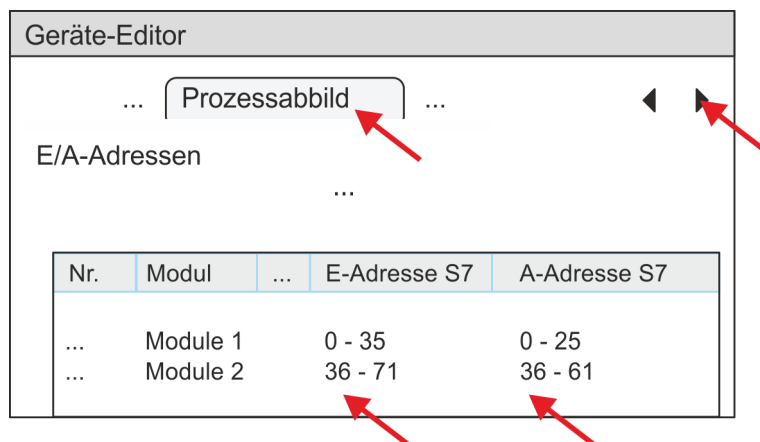 Geräte-Editor
... Prozessabbild ...
E/A-Adressen
...
Nr. Modul ... E-Adresse S7 A-Adresse S7
... Module 1 0 - 35 0 - 25
... Module 2 36 - 71 36 - 61